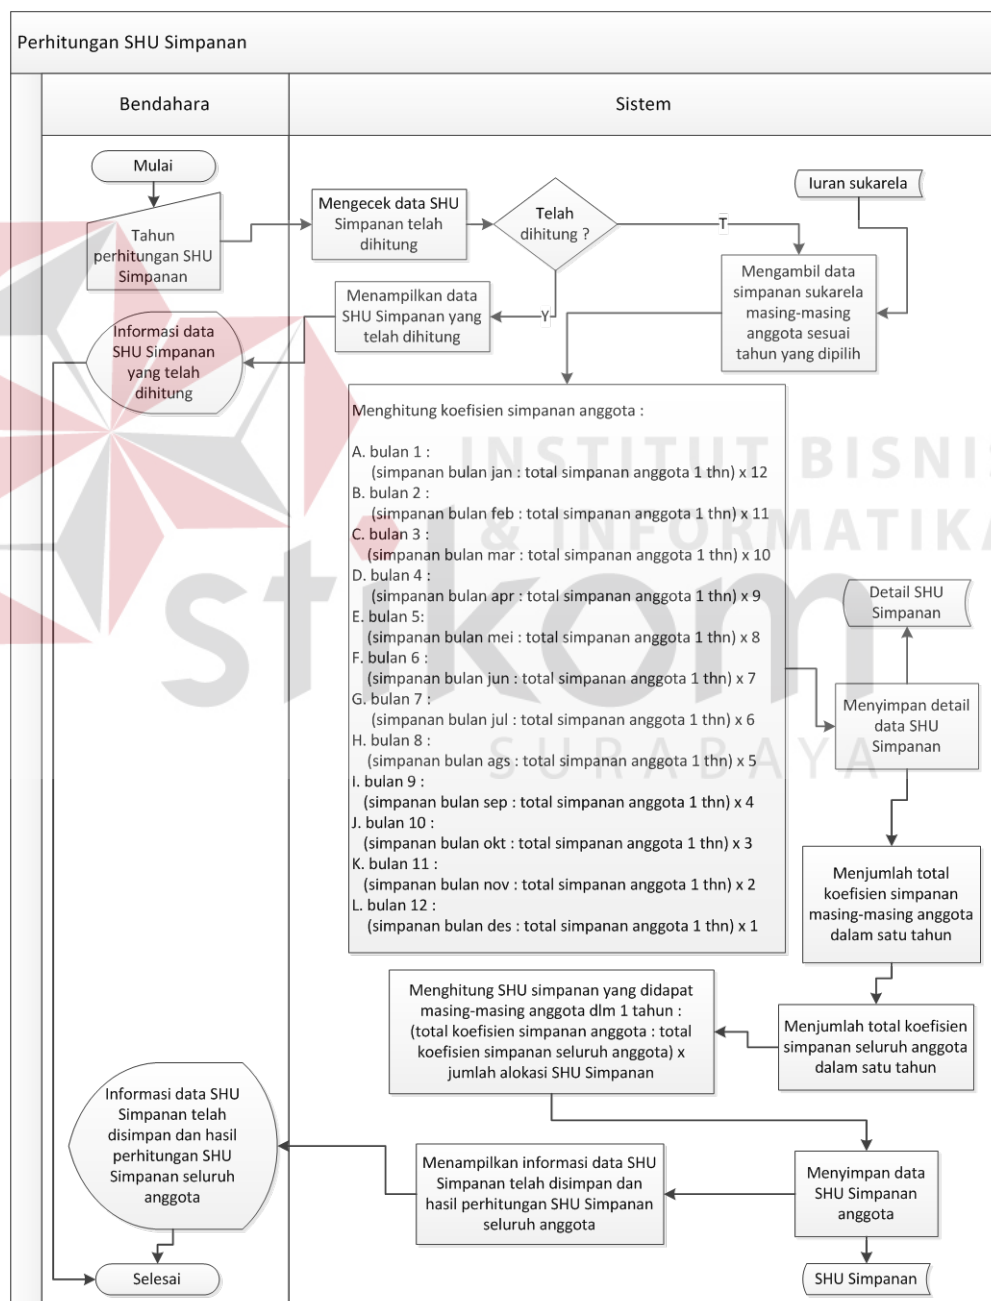 Perhitungan SHU Simpanan
Bendahara
Sistem
Mulai
Tahun
perhitungan SHU
Simpanan
Mengecek data SHU
Simpanan telah
dihitung
Telah
dihitung ?
T
Y
Iuran sukarela
Mengambil data
simpanan sukarela
masing-masing
anggota sesuai
tahun yang dipilih
Menampilkan data
SHU Simpanan yang
telah dihitung
Informasi data
SHU Simpanan
yang telah
dihitung
Menghitung koefisien simpanan anggota :
A. bulan 1 :
(simpanan bulan jan : total simpanan anggota 1 thn) x 12
B. bulan 2 :
(simpanan bulan feb : total simpanan anggota 1 thn) x 11
C. bulan 3 :
(simpanan bulan mar : total simpanan anggota 1 thn) x 10
D. bulan 4 :
(simpanan bulan apr : total simpanan anggota 1 thn) x 9
E. bulan 5:
(simpanan bulan mei : total simpanan anggota 1 thn) x 8
F. bulan 6 :
(simpanan bulan jun : total simpanan anggota 1 thn) x 7
G. bulan 7 :
(simpanan bulan jul : total simpanan anggota 1 thn) x 6
H. bulan 8 :
(simpanan bulan ags : total simpanan anggota 1 thn) x 5
I. bulan 9 :
(simpanan bulan sep : total simpanan anggota 1 thn) x 4
J. bulan 10 :
(simpanan bulan okt : total simpanan anggota 1 thn) x 3
K. bulan 11 :
(simpanan bulan nov : total simpanan anggota 1 thn) x 2
L. bulan 12 :
(simpanan bulan des : total simpanan anggota 1 thn) x 1
Detail SHU
Simpanan
Menyimpan detail
data SHU
Simpanan
Menjumlah total
koefisien simpanan
masing-masing anggota
dalam satu tahun
Menjumlah total koefisien
simpanan seluruh anggota
dalam satu tahun
Menghitung SHU simpanan yang didapat
masing-masing anggota dlm 1 tahun :
(total koefisien simpanan anggota : total
koefisien simpanan seluruh anggota) x
jumlah alokasi SHU Simpanan
Menyimpan data
SHU Simpanan
anggota
SHU Simpanan
Menampilkan informasi data SHU
Simpanan telah disimpan dan
hasil perhitungan SHU Simpanan
seluruh anggota
Informasi data SHU
Simpanan telah
disimpan dan hasil
perhitungan SHU
Simpanan seluruh
anggota
Selesai
INSTITUT BISNIS
& INFORMATIKA
stikom
SURABAYA